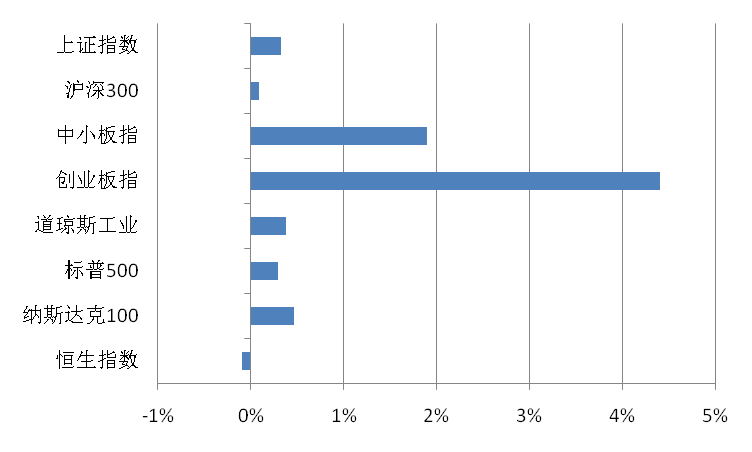 上证指数
沪深300
中小板指
创业板指
道琼斯工业
标普500
纳斯达克100
恒生指数
-1% 0% 1% 2% 3% 4% 5%